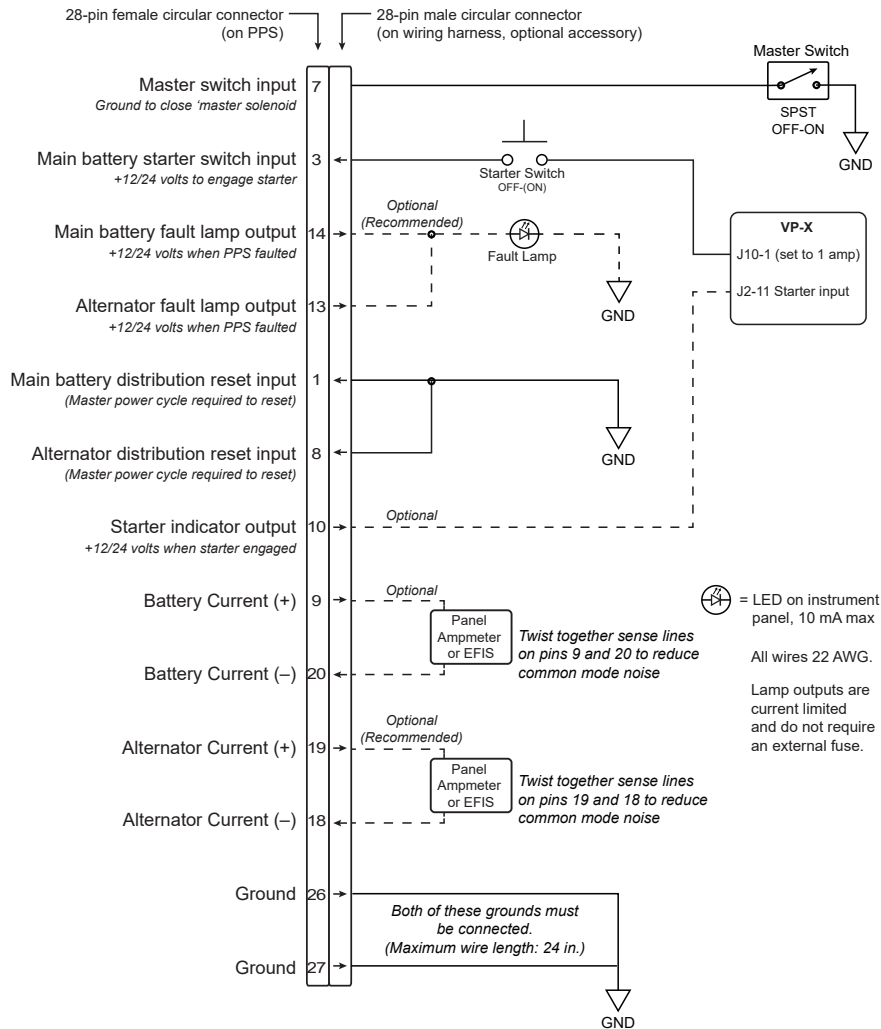 28-pin female circular connector
(on PPS)
28-pin male circular connector
(on wiring harness, optional accessory)
Master Switch
Master switch input
Ground to close ‘master solenoid
7
SPST
OFF-ON
GND
Main battery starter switch input
+12/24 volts to engage starter
3
Starter Switch
OFF-(ON)
VP-X
J10-1 (set to 1 amp)
J2-11 Starter input
Main battery fault lamp output
+12/24 volts when PPS faulted
14
Optional
(Recommended)
Fault Lamp
GND
Alternator fault lamp output
+12/24 volts when PPS faulted
13
Main battery distribution reset input
(Master power cycle required to reset)
1
Alternator distribution reset input
(Master power cycle required to reset)
8
GND
Starter indicator output
+12/24 volts when starter engaged
10
Optional
Battery Current (+)
9
Optional
Panel
Ampmeter
or EFIS
Twist together sense lines
on pins 9 and 20 to reduce
common mode noise
Battery Current (–)
20
= LED on instrument
panel, 10 mA max
All wires 22 AWG.
Lamp outputs are
current limited
and do not require
an external fuse.
Alternator Current (+)
19
Optional
(Recommended)
Panel
Ampmeter
or EFIS
Twist together sense lines
on pins 19 and 18 to reduce
common mode noise
Alternator Current (–)
18
Ground
26
Both of these grounds must
be connected.
(Maximum wire length: 24 in.)
Ground
27
GND